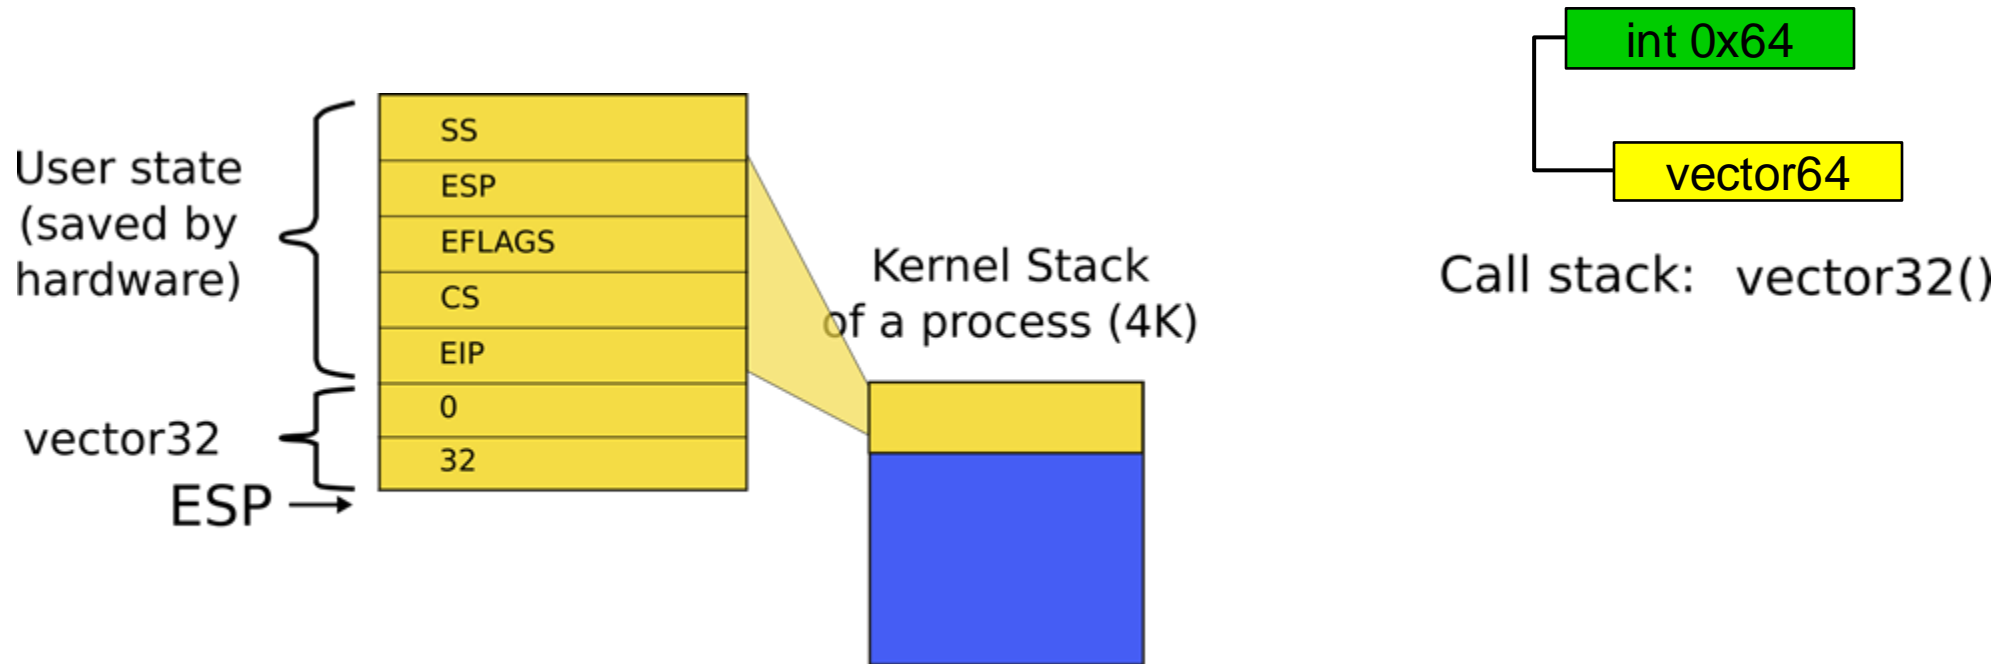 int 0x64
vector64
Call stack: vector32()
User state
(saved by
hardware)
SS
ESP
EFLAGS
CS
EIP
0
32
vector32
ESP
Kernel Stack
of a process (4K)